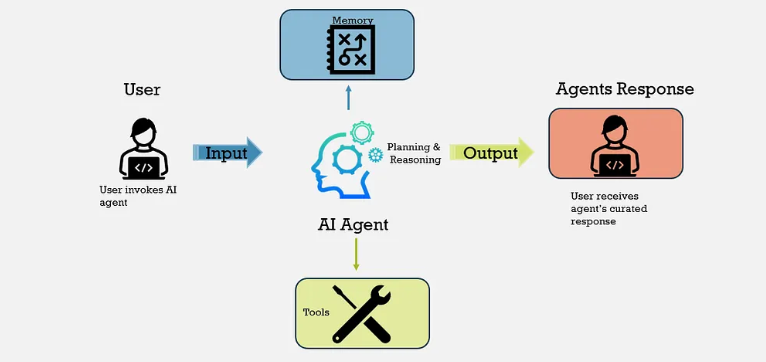 Memory
User
Agents Response
Input
Planning &
Reasoning
Output
</>
</>
User invokes AI
agent
User receives
agent's curated
response
AI Agent
Tools